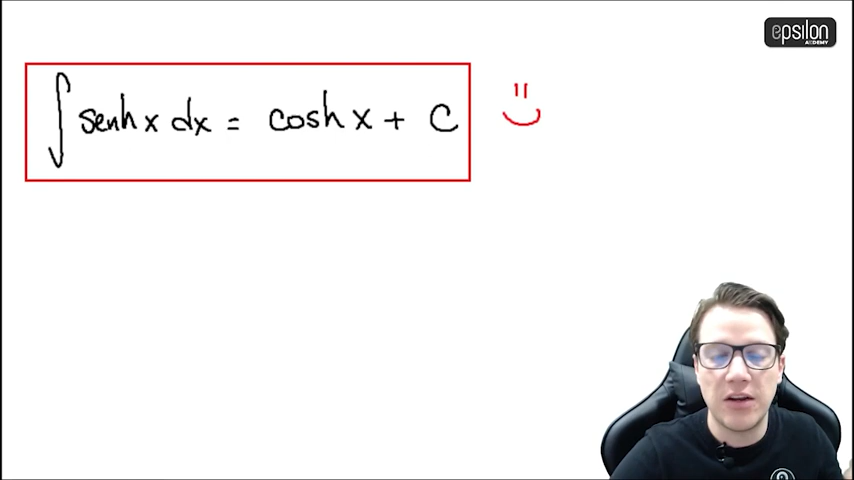 epsilon
ACADEMY
∫ senh x dx = cosh x + C